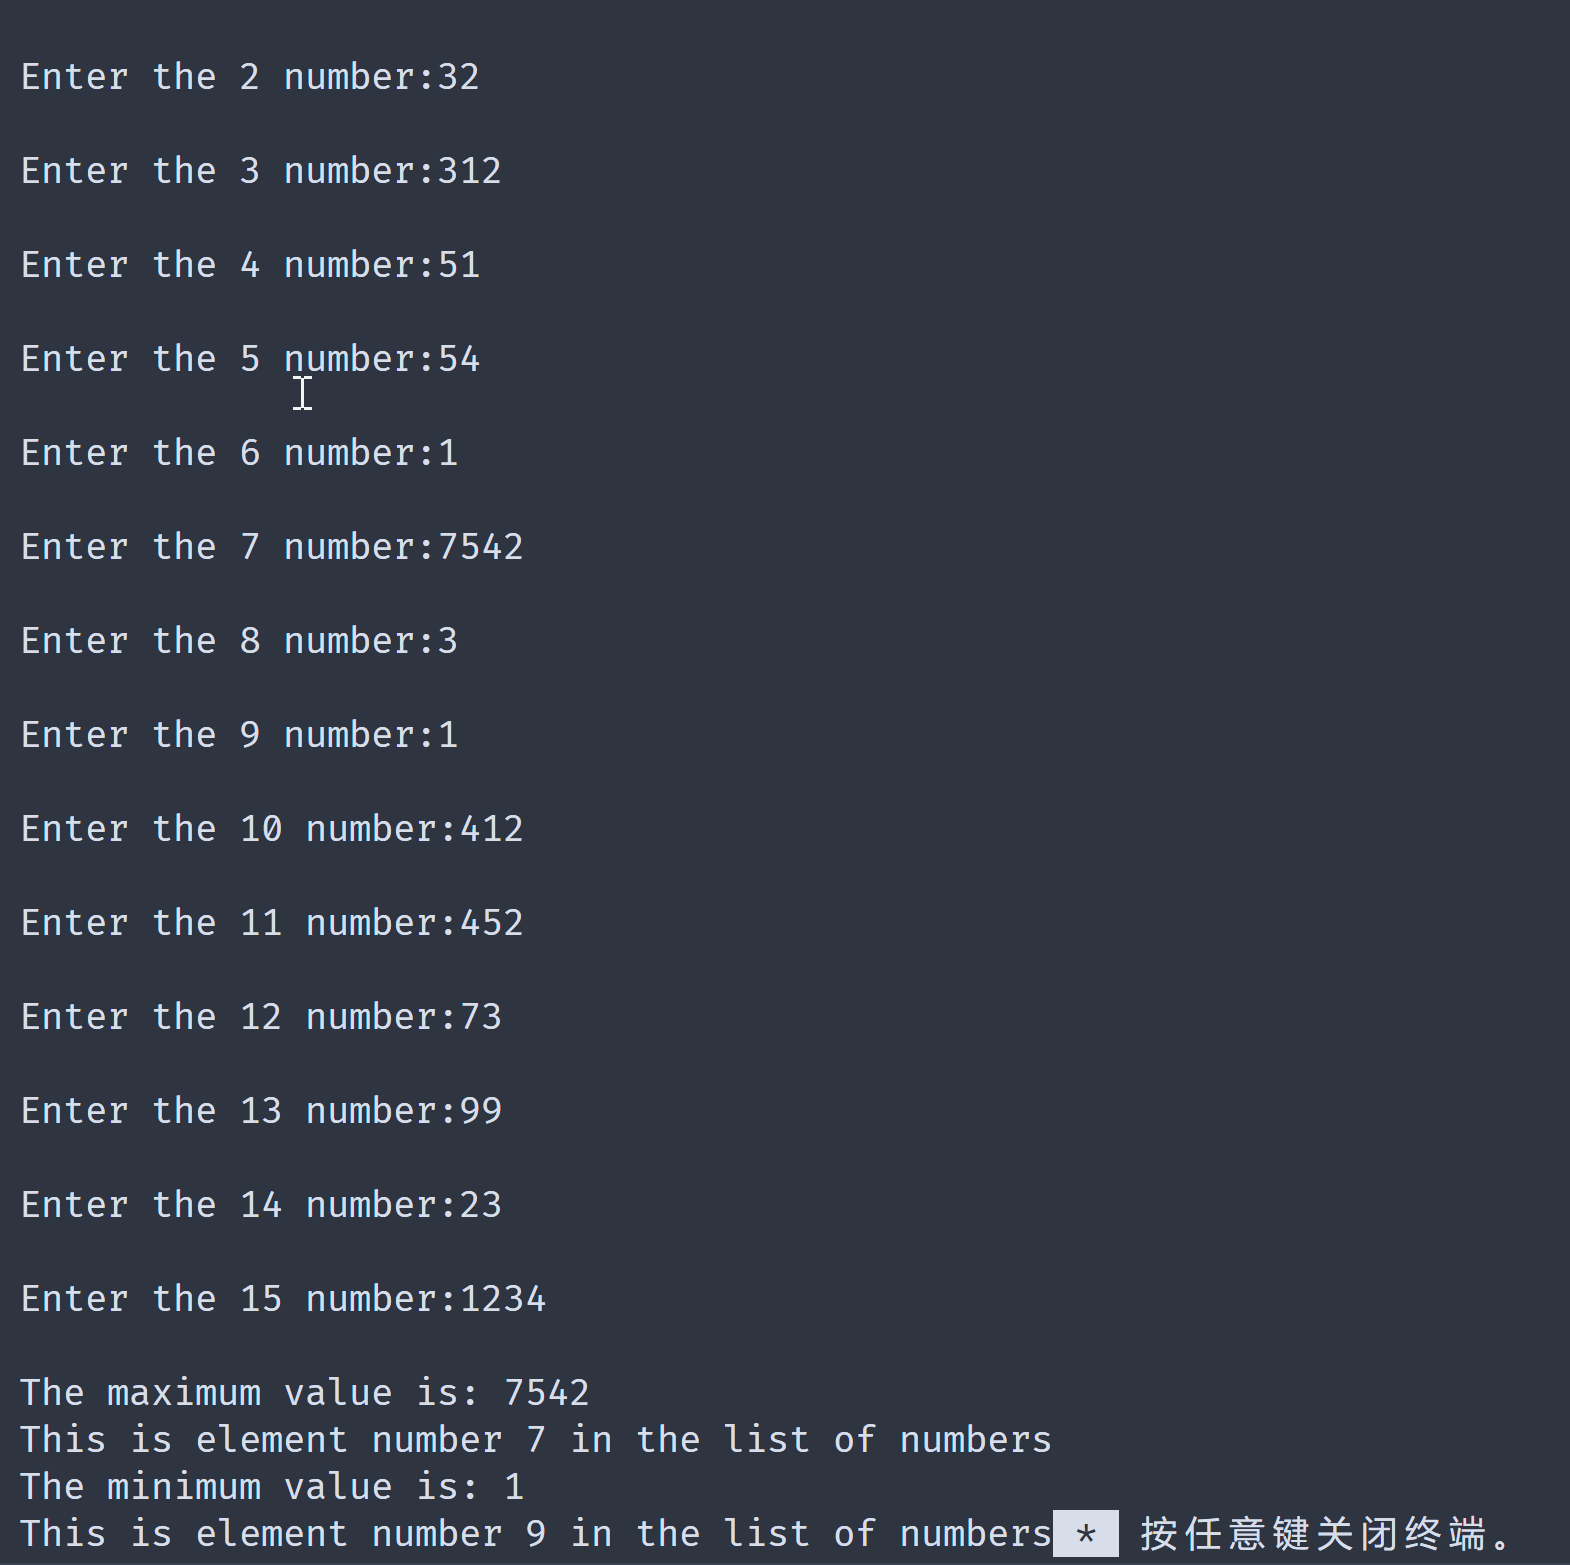 Enter the 2 number:32
Enter the 3 number:312
Enter the 4 number:51
Enter the 5 number:54
Enter the 6 number:1
Enter the 7 number:7542
Enter the 8 number:3
Enter the 9 number:1
Enter the 10 number:412
Enter the 11 number:452
Enter the 12 number:73
Enter the 13 number:99
Enter the 14 number:23
Enter the 15 number:1234
The maximum value is: 7542
This is element number 7 in the list of numbers
The minimum value is: 1
This is element number 9 in the list of numbers * 按任意键关闭终端。